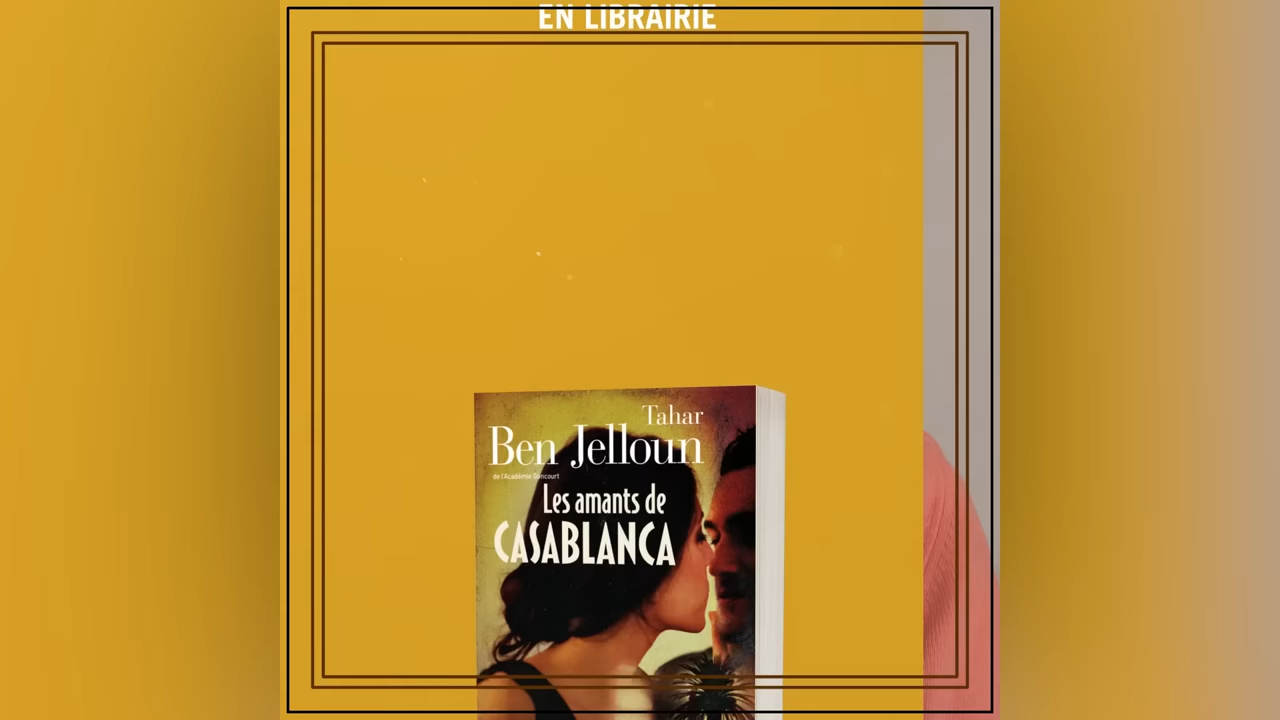 EN LIBRAIRIE
Tahar
Ben Jelloun
de l'Académie Goncourt
Les amants de
CASABLANCA